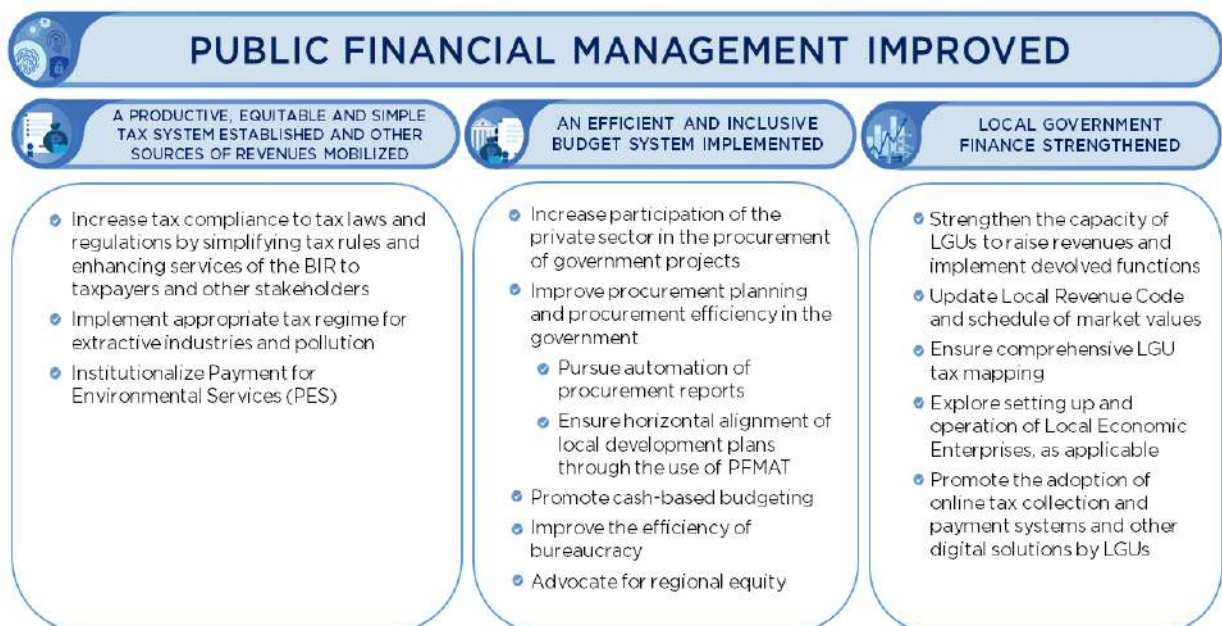 PUBLIC FINANCIAL MANAGEMENT IMPROVED
A PRODUCTIVE, EQUITABLE AND SIMPLE
TAX SYSTEM ESTABLISHED AND OTHER
SOURCES OF REVENUES MOBILIZED
Increase tax compliance to tax laws and
regulations by simplifying tax rules and
enhancing services of the BIR to
taxpayers and other stakeholders
Implement appropriate tax regime for
extractive industries and pollution
Institutionalize Payment for
Environmental Services (PES)
AN EFFICIENT AND INCLUSIVE
BUDGET SYSTEM IMPLEMENTED
Increase participation of the
private sector in the procurement
of government projects
Improve procurement planning
and procurement efficiency in the
government
Pursue automation of
procurement reports
Ensure horizontal alignment of
local development plans
through the use of PFMAT
Promote cash-based budgeting
Improve the efficiency of
bureaucracy
Advocate for regional equity
LOCAL GOVERNMENT
FINANCE STRENGTHENED
Strengthen the capacity of
LGUs to raise revenues and
implement devolved functions
Update Local Revenue Code
and schedule of market values
Ensure comprehensive LGU
tax mapping
Explore setting up and
operation of Local Economic
Enterprises, as applicable
Promote the adoption of
online tax collection and
payment systems and other
digital solutions by LGUs